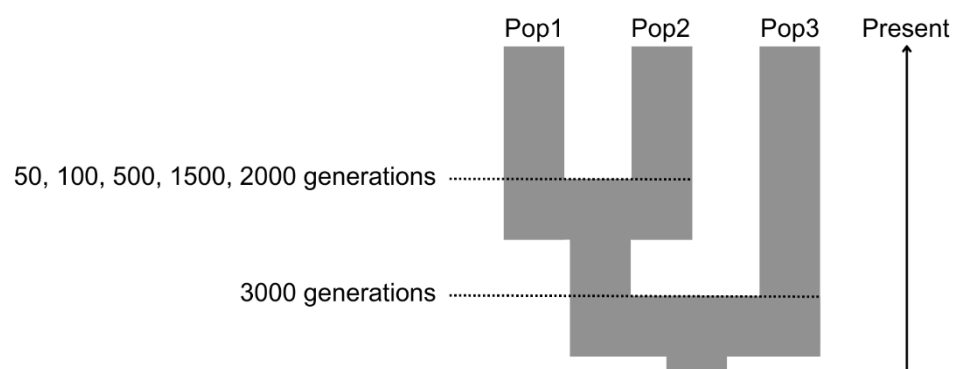 Pop1 Pop2 Pop3 Present
50, 100, 500, 1500, 2000 generations
3000 generations